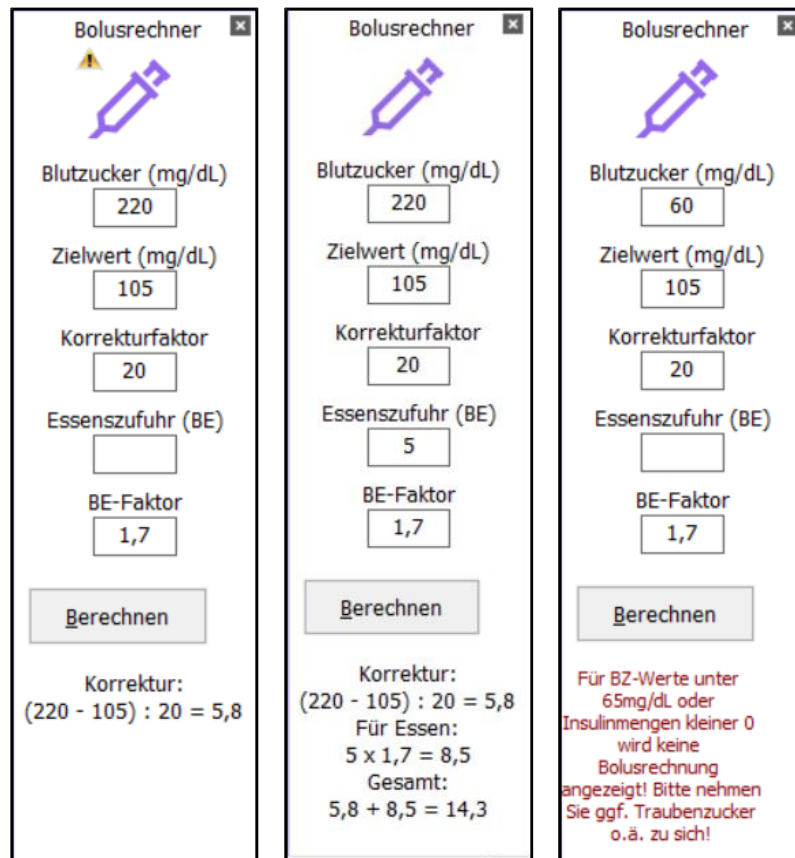 Bolusrechner
Blutzucker (mg/dL)
220
Zielwert (mg/dL)
105
Korrekturfaktor
20
Essenszufuhr (BE)
BE-Faktor
1,7
Berechnen
Korrektur:
(220 - 105) : 20 = 5,8
Bolusrechner
Blutzucker (mg/dL)
220
Zielwert (mg/dL)
105
Korrekturfaktor
20
Essenszufuhr (BE)
5
BE-Faktor
1,7
Berechnen
Korrektur:
(220 - 105) : 20 = 5,8
Für Essen:
5 x 1,7 = 8,5
Gesamt:
5,8 + 8,5 = 14,3
Bolusrechner
Blutzucker (mg/dL)
60
Zielwert (mg/dL)
105
Korrekturfaktor
20
Essenszufuhr (BE)
BE-Faktor
1,7
Berechnen
Für BZ-Werte unter
65mg/dL oder
Insulinmengen kleiner 0
wird keine
Bolusrechnung
angezeigt! Bitte nehmen
Sie ggf. Traubenzucker
o.ä. zu sich!